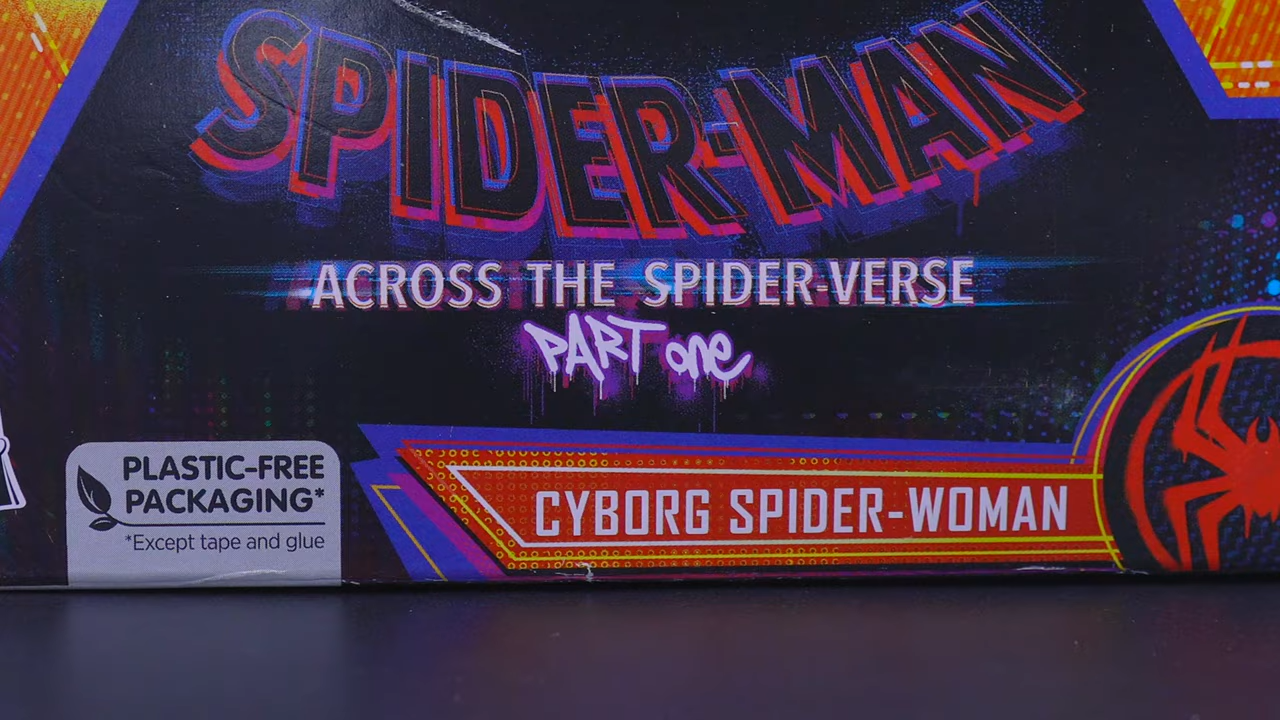 SPIDER-MAN
ACROSS THE SPIDER-VERSE
PART one
PLASTIC-FREE
PACKAGING*
*Except tape and glue
CYBORG SPIDER-WOMAN